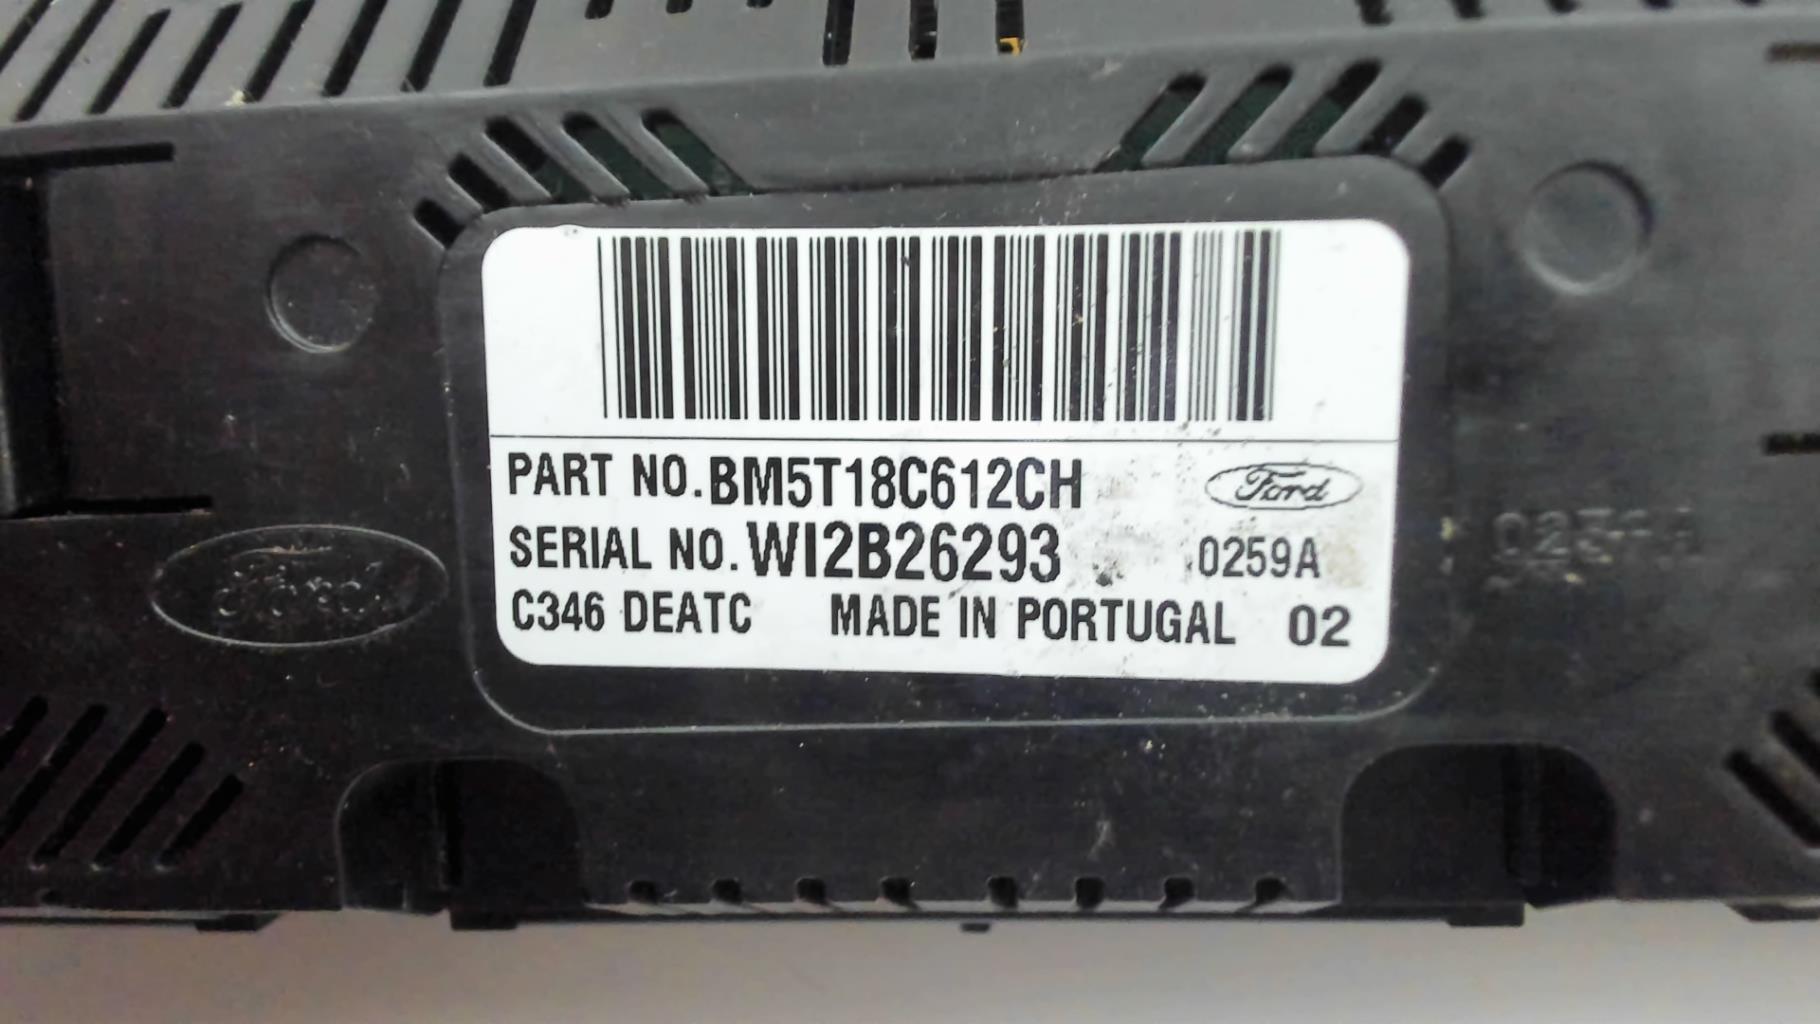 PART NO. BM5T18C612CH Ford
SERIAL NO. WI2B26293 0259A
C346 DEATC MADE IN PORTUGAL 02
Ford